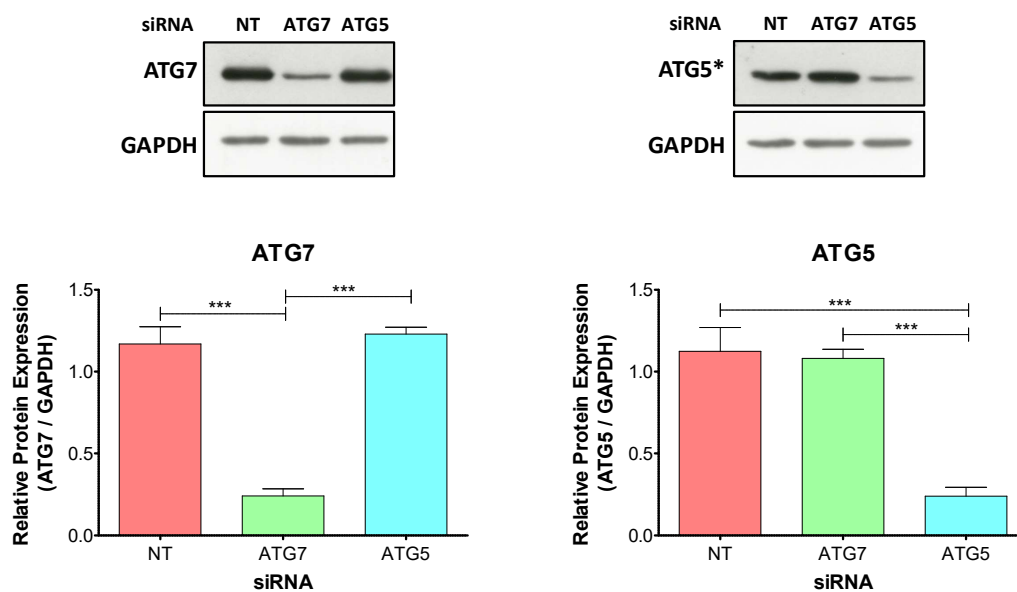 siRNA NT ATG7 ATG5
ATG7
GAPDH
siRNA NT ATG7 ATG5
ATG5*
GAPDH
ATG7
Relative Protein Expression
(ATG7 / GAPDH)
1.5
1.0
0.5
0.0
***
***
NT ATG7 ATG5
siRNA
ATG5
Relative Protein Expression
(ATG5 / GAPDH)
1.5
1.0
0.5
0.0
***
***
NT ATG7 ATG5
siRNA